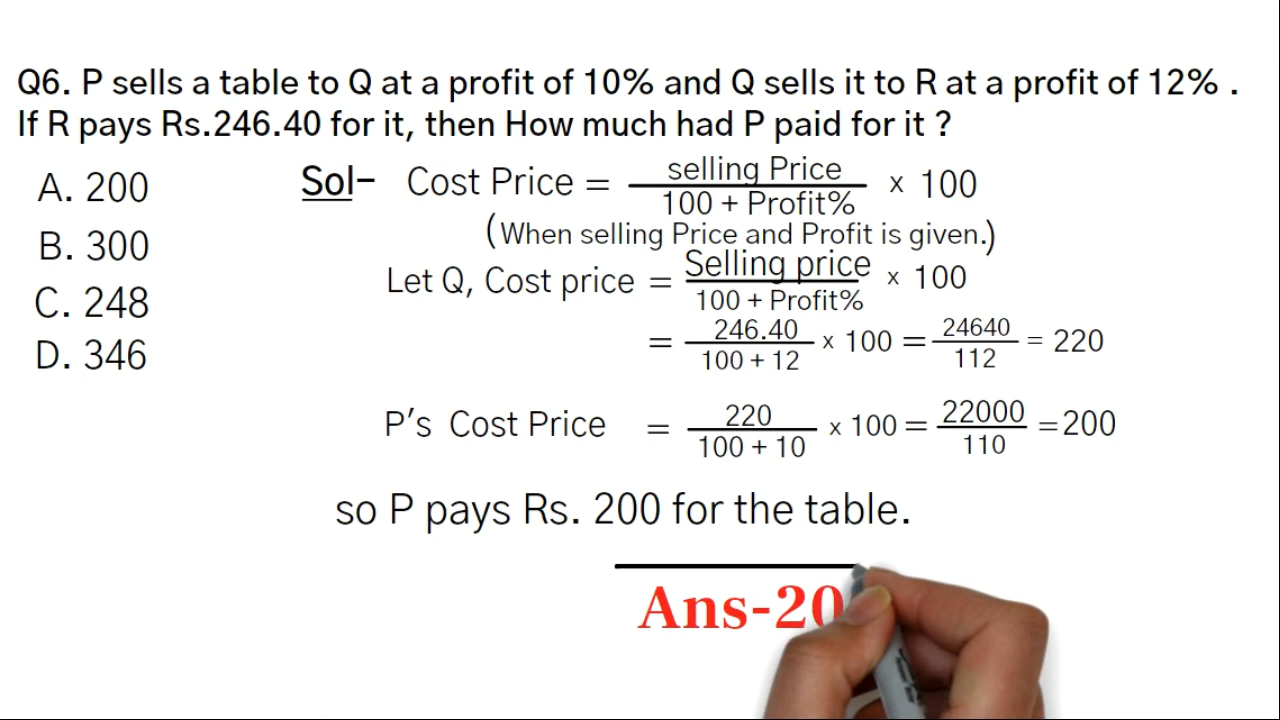 Q6. P sells a table to Q at a profit of 10% and Q sells it to R at a profit of 12% .
If R pays Rs.246.40 for it, then How much had P paid for it ?
A. 200
B. 300
C. 248
D. 346
Sol- Cost Price = selling Price / 100 + Profit% x 100
(When selling Price and Profit is given.)
Let Q, Cost price = Selling price / 100 + Profit% x 100
= 246.40 / 100 + 12 x 100 = 24640 / 112 = 220
P's Cost Price = 220 / 100 + 10 x 100 = 22000 / 110 = 200
so P pays Rs. 200 for the table.
Ans-20